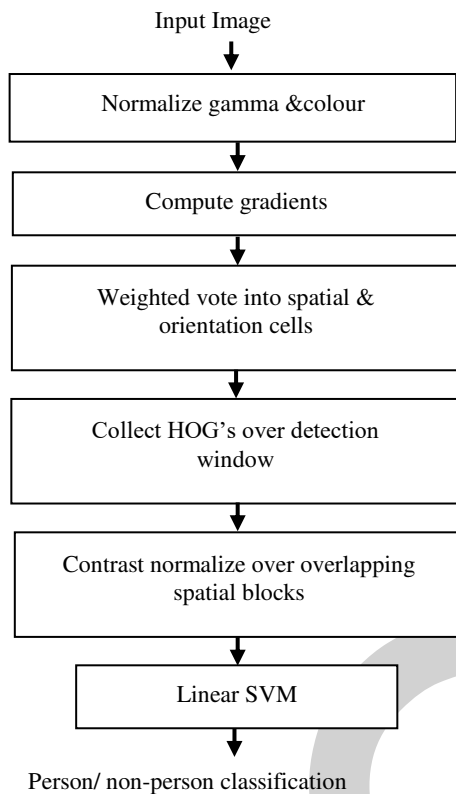 Input Image
Normalize gamma &colour
Compute gradients
Weighted vote into spatial &
orientation cells
Collect HOG's over detection
window
Contrast normalize over overlapping
spatial blocks
Linear SVM
Person/ non-person classification